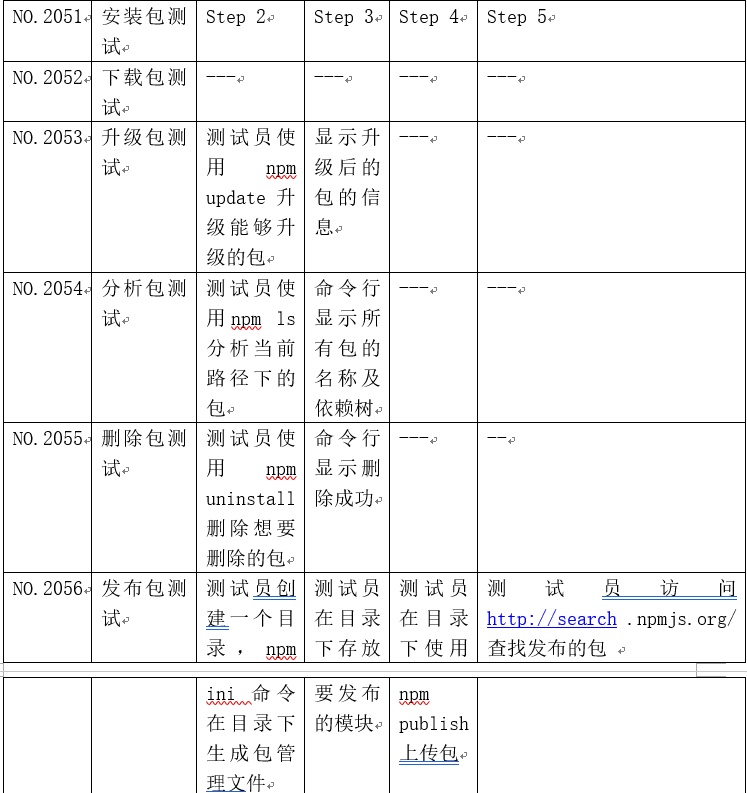 NO.2051 安装包测 Step 2 Step 3 Step 4 Step 5
试
NO.2052 下载包测 --- --- --- ---
试
NO.2053 升级包测 测试员使 显示升 --- ---
试 用 npm 级后的
update 升 包的信
级能够升 息
级的包
NO.2054 分析包测 测试员使 命令行 --- ---
试 用npm ls 显示所
分析当前 有包的
路径下的 名称及
包 依赖树
NO.2055 删除包测 测试员使 命令行 --- --
试 用 npm 显示删
uninstall 除成功
删除想要
删除的包
NO.2056 发布包测 测试员创 测试员 测试员 测试员访问
试 建一个目 在目录 在目录 http://search .npmjs.org/
录，npm 下存放 下使用 查找发布的包
ini 命令 要发布 npm
在目录下 的模块 publish
生成包管 上传包
理文件